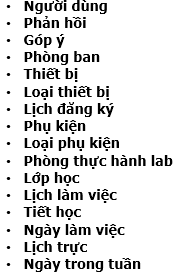 • Người dùng
• Phản hồi
• Góp ý
• Phòng ban
• Thiết bị
• Loại thiết bị
• Lịch đăng ký
• Phụ kiện
• Loại phụ kiện
• Phòng thực hành lab
• Lớp học
• Lịch làm việc
• Tiết học
• Ngày làm việc
• Lịch trực
• Ngày trong tuần